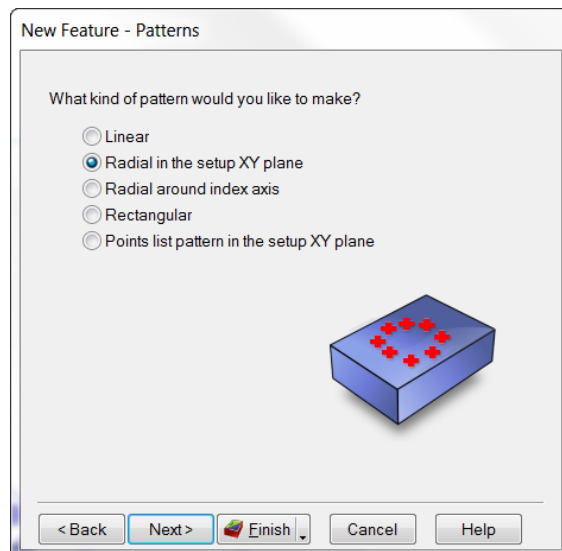 New Feature - Patterns
What kind of pattern would you like to make?
Linear
Radial in the setup XY plane
Radial around index axis
Rectangular
Points list pattern in the setup XY plane
< Back Next > Finish Cancel Help